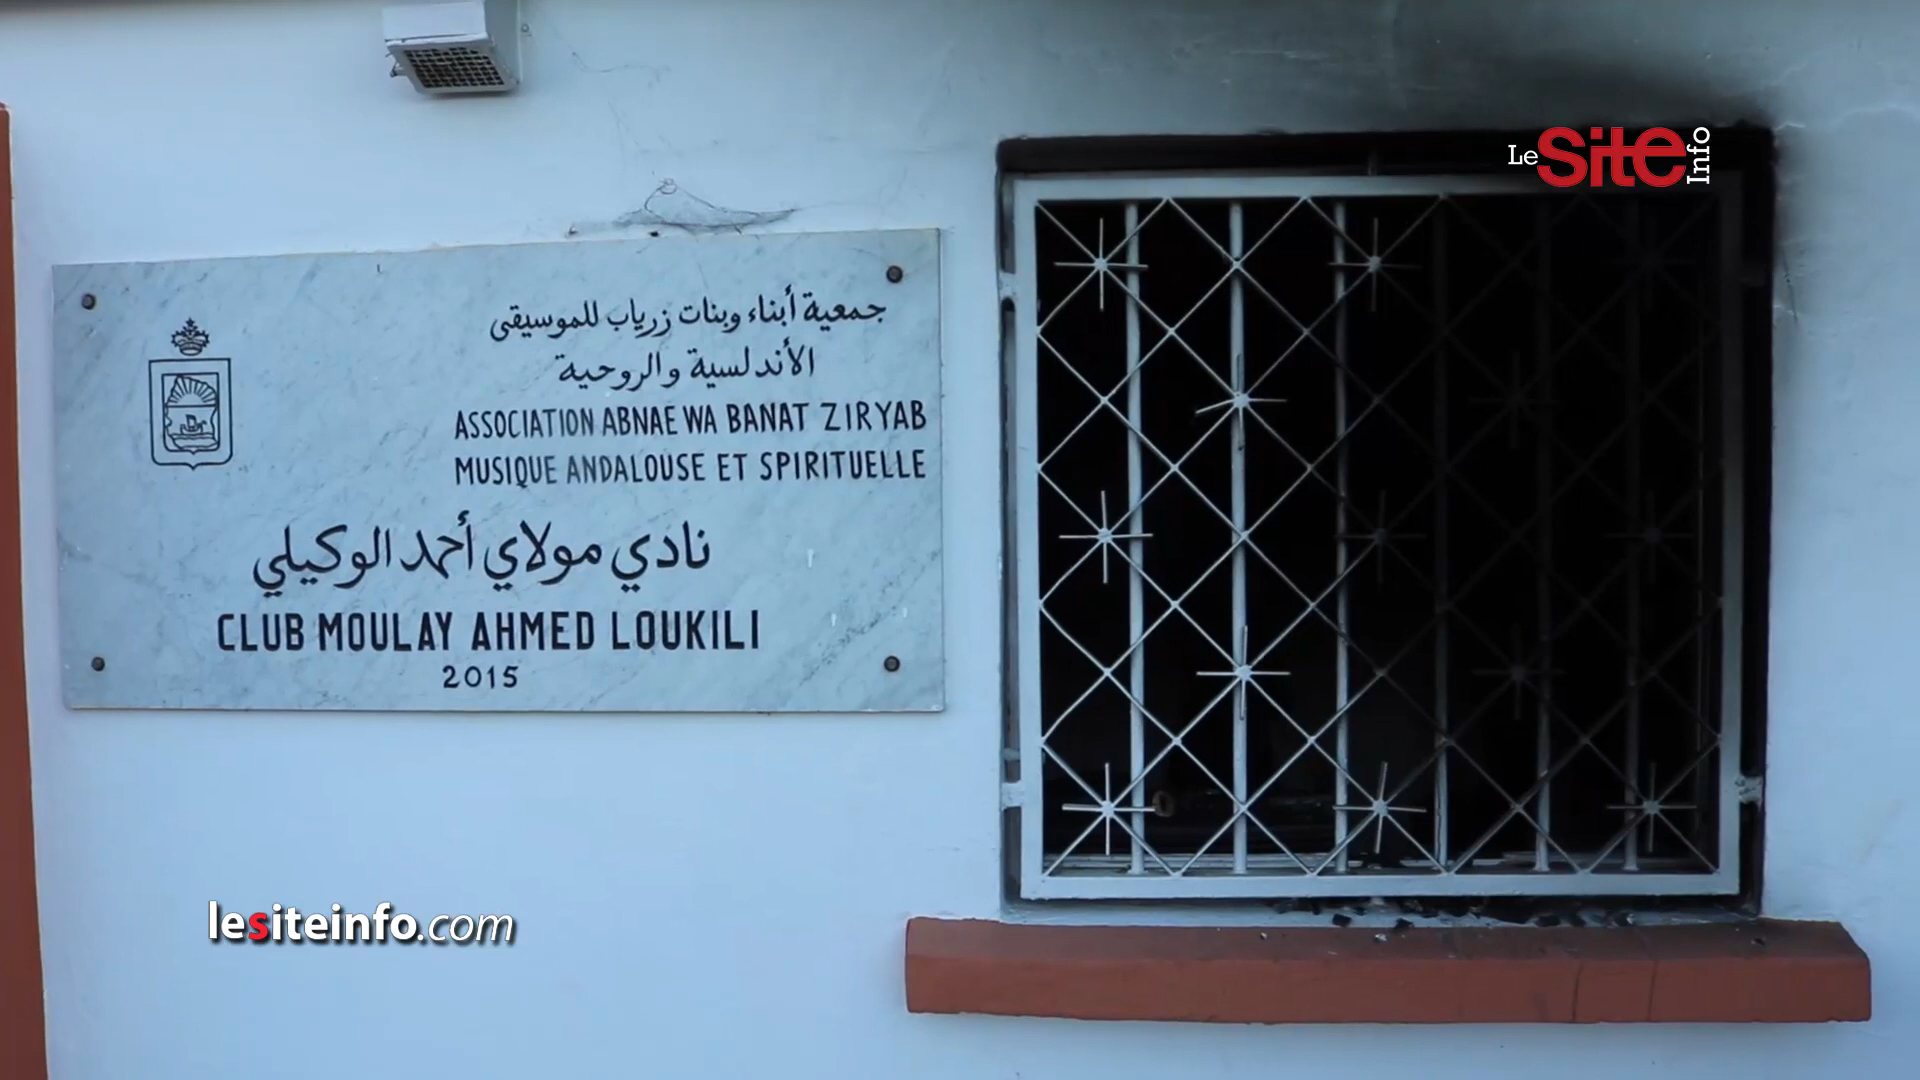 Le Site Info
جمعية أبناء وبنات زرياب للموسيقى
الأندلسية والروحية
ASSOCIATION ABNAE WA BANAT ZIRYAB
MUSIQUE ANDALOUSE ET SPIRITUELLE
نادي مولاي أحمد الوكيلي
CLUB MOULAY AHMED LOUKILI
2015
lesiteinfo.com